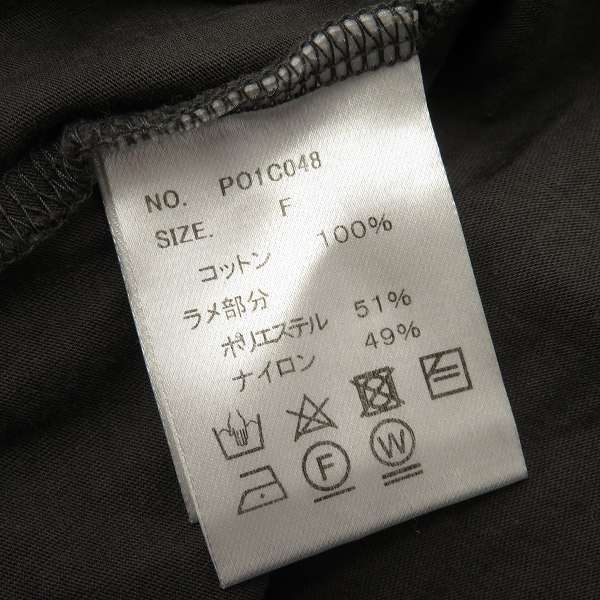 NO. PO1C048
SIZE. F
コットン 100%
ラメ部分
ポリエステル 51%
ナイロン 49%
F W